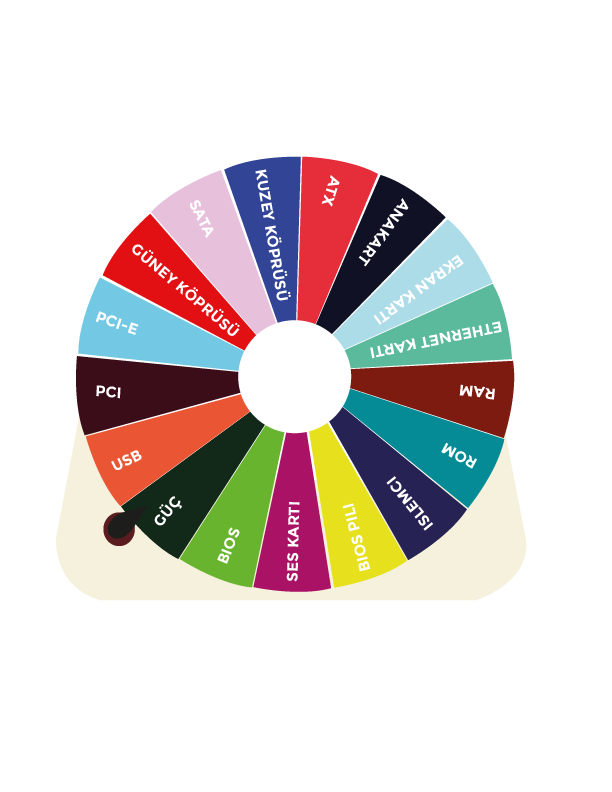 KUZEY KÖPRÜSÜ
ATX
ANAKART
EKRAN KARTI
ETHERNET KARTI
RAM
ROM
ISLEMCI
BIOS PILI
SES KARTI
BIOS
GÜÇ
USB
PCI
PCI-E
GÜNEY KÖPRÜSÜ
SATA